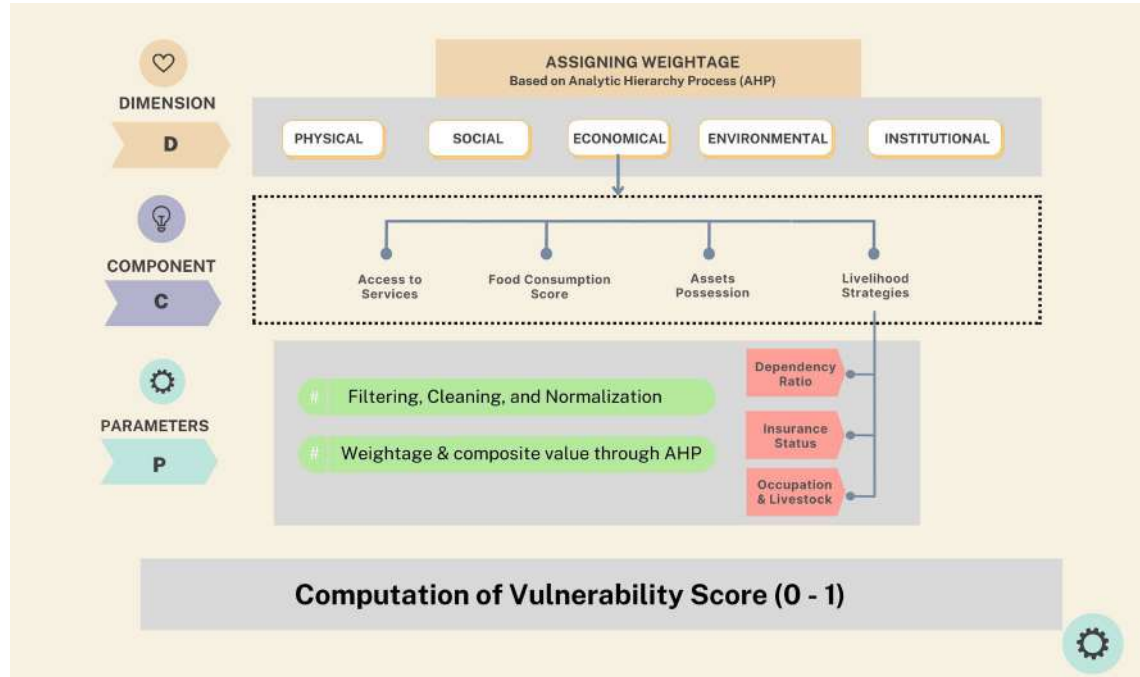 ASSIGNING WEIGHTAGE
Based on Analytic Hierarchy Process (AHP)
DIMENSION
D
PHYSICAL
SOCIAL
ECONOMICAL
ENVIRONMENTAL
INSTITUTIONAL
COMPONENT
C
Access to
Services
Food Consumption
Score
Assets
Possession
Livelihood
Strategies
PARAMETERS
P
# Filtering, Cleaning, and Normalization
# Weightage & composite value through AHP
Dependency
Ratio
Insurance
Status
Occupation
& Livestock
Computation of Vulnerability Score (0 - 1)